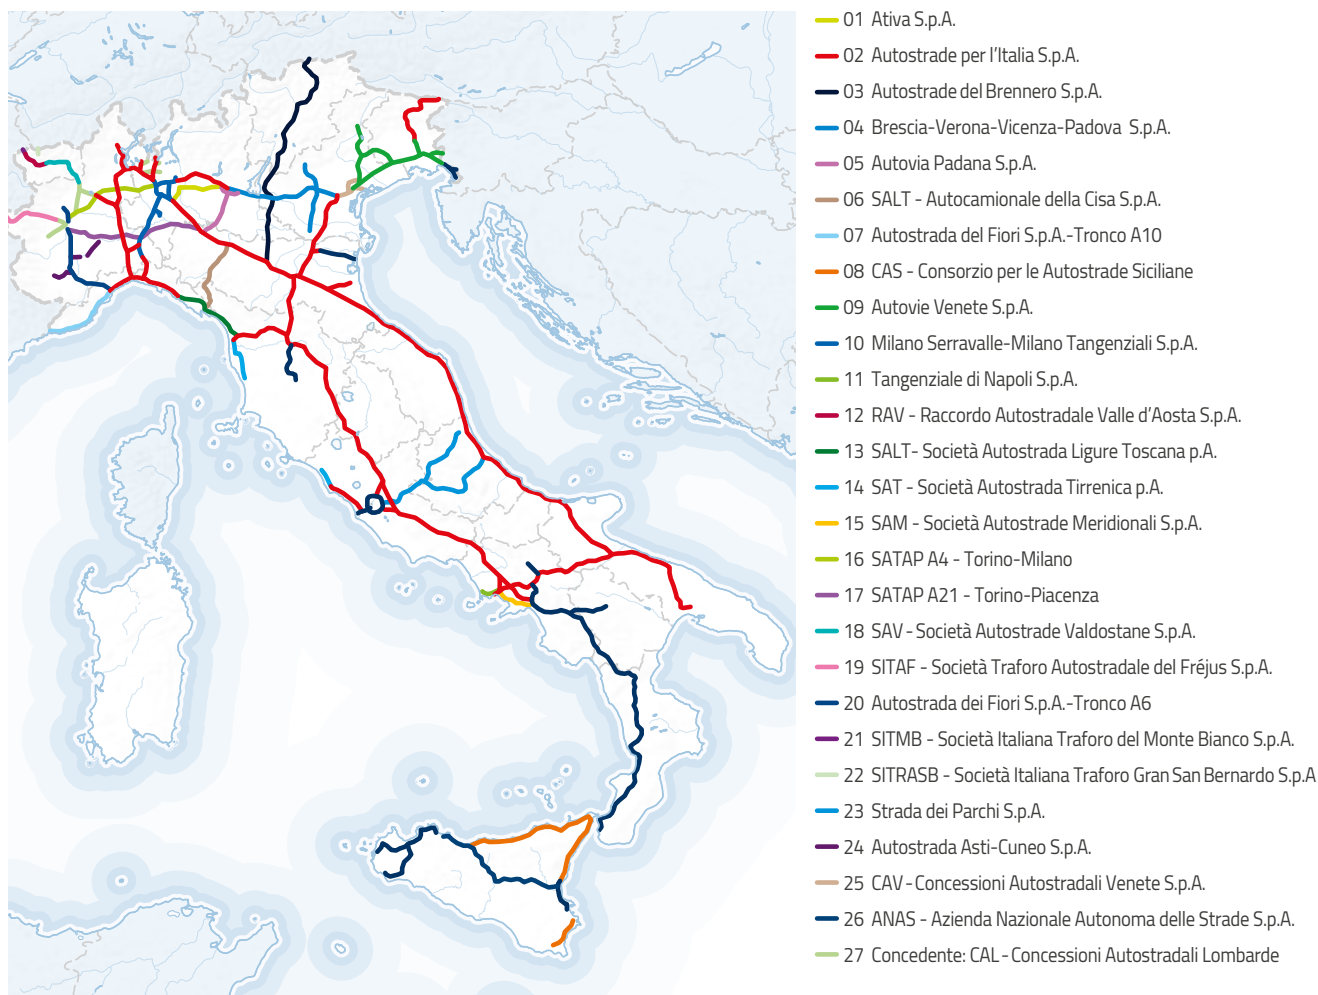 01 Ativa S.p.A.
02 Autostrade per l'Italia S.p.A.
03 Autostrade del Brennero S.p.A.
04 Brescia-Verona-Vicenza-Padova S.p.A.
05 Autovia Padana S.p.A.
06 SALT - Autocamionale della Cisa S.p.A.
07 Autostrada del Fiori S.p.A.-Tronco A10
08 CAS - Consorzio per le Autostrade Siciliane
09 Autovie Venete S.p.A.
10 Milano Serravalle-Milano Tangenziali S.p.A.
11 Tangenziale di Napoli S.p.A.
12 RAV - Raccordo Autostradale Valle d'Aosta S.p.A.
13 SALT- Società Autostrada Ligure Toscana p.A.
14 SAT - Società Autostrada Tirrenica p.A.
15 SAM - Società Autostrade Meridionali S.p.A.
16 SATAP A4 - Torino-Milano
17 SATAP A21 - Torino-Piacenza
18 SAV - Società Autostrade Valdostane S.p.A.
19 SITAF - Società Traforo Autostradale del Fréjus S.p.A.
20 Autostrada dei Fiori S.p.A.-Tronco A6
21 SITMB - Società Italiana Traforo del Monte Bianco S.p.A.
22 SITRASB - Società Italiana Traforo Gran San Bernardo S.p.A
23 Strada dei Parchi S.p.A.
24 Autostrada Asti-Cuneo S.p.A.
25 CAV - Concessioni Autostradali Venete S.p.A.
26 ANAS - Azienda Nazionale Autonoma delle Strade S.p.A.
27 Concedente: CAL - Concessioni Autostradali Lombarde